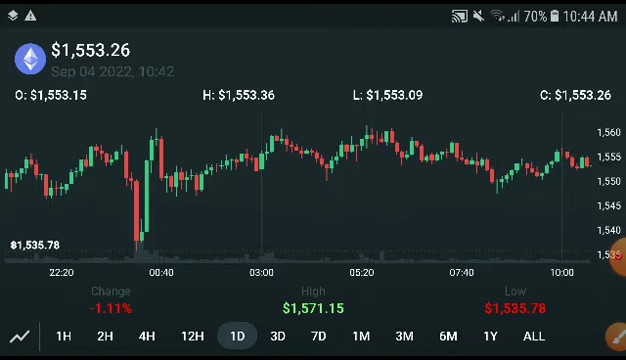 70% 10:44 AM
$1,553.26
Sep 04 2022, 10:42
O: $1,553.15 H: $1,553.36 L: $1,553.09 C: $1,553.26
1,560
1,555
1,550
1,545
1,540
$1,535.78
1,535
22:20 00:40 03:00 05:20 07:40 10:00
Change High Low
-1.11% $1,571.15 $1,535.78
1H 2H 4H 12H 1D 3D 7D 1M 3M 6M 1Y ALL